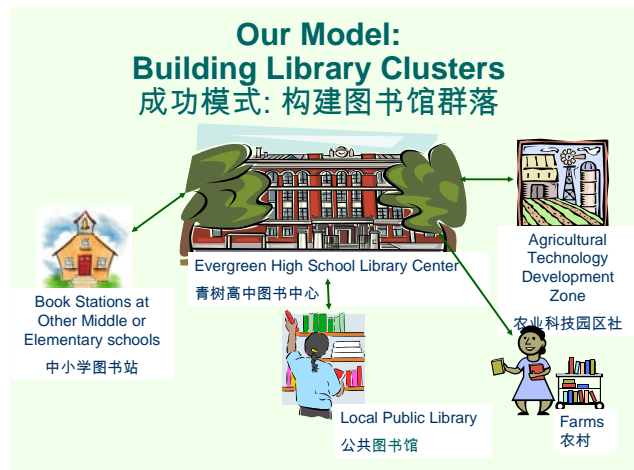 Our Model:
Building Library Clusters
成功模式: 构建图书馆群落
Evergreen High School Library Center
青树高中图书中心
Agricultural
Technology
Development
Zone
农业科技园区社
Book Stations at
Other Middle or
Elementary schools
中小学图书站
Local Public Library
公共图书馆
Farms
农村